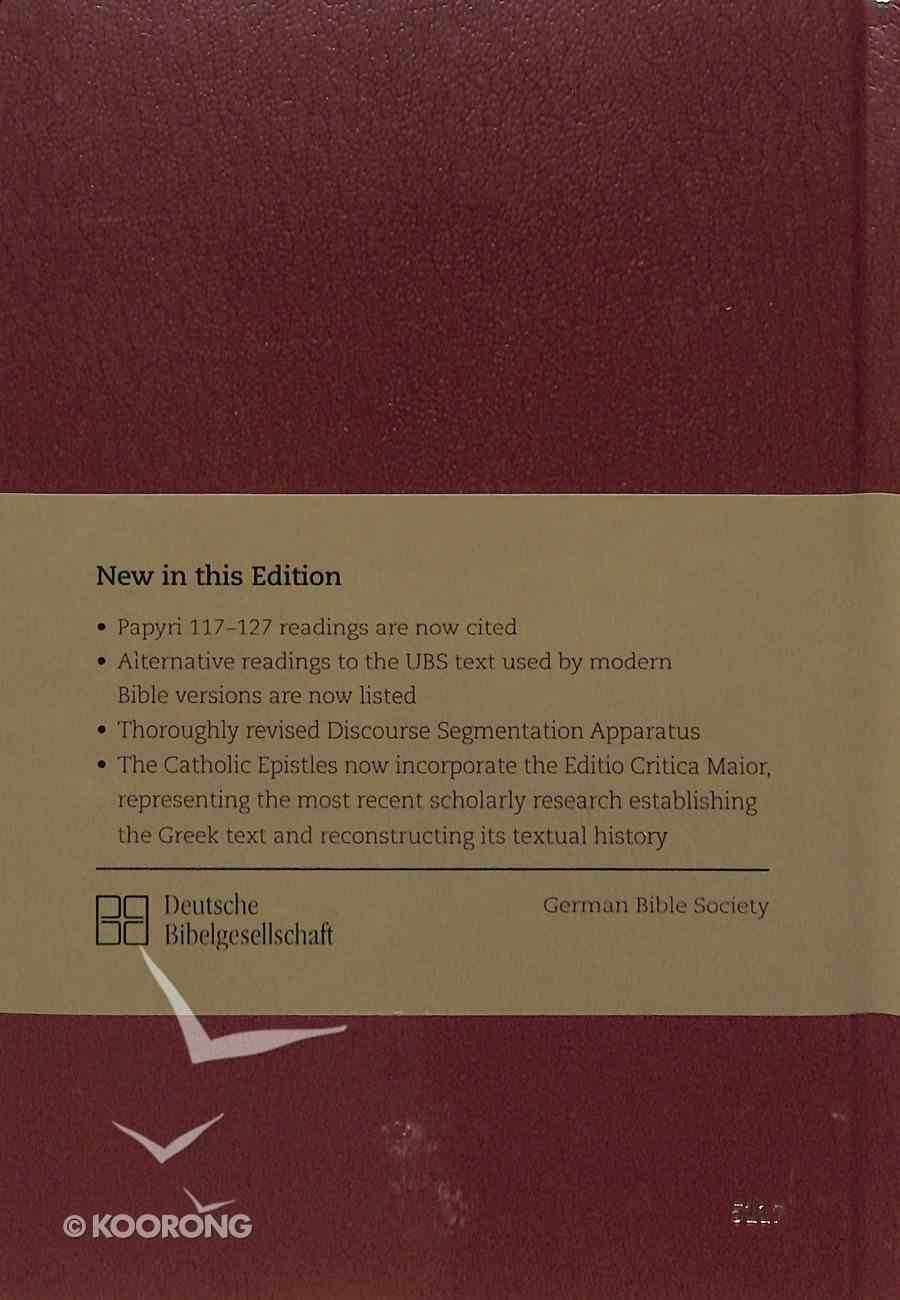 New in this Edition
• Papyri 117–127 readings are now cited
• Alternative readings to the UBS text used by modern
Bible versions are now listed
• Thoroughly revised Discourse Segmentation Apparatus
• The Catholic Epistles now incorporate the Editio Critica Maior,
representing the most recent scholarly research establishing
the Greek text and reconstructing its textual history
Deutsche
Bibelgesellschaft
German Bible Society
© KOORONG